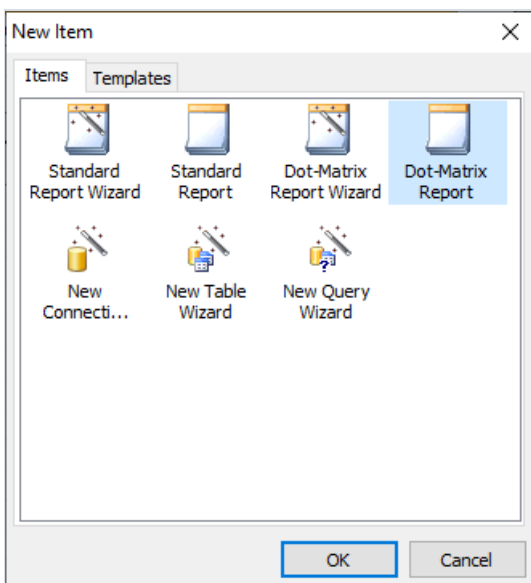 New Item
Items Templates
Standard Standard Dot-Matrix Dot-Matrix
Report Wizard Report Report Wizard Report
New New Table New Query
Connecti... Wizard Wizard
OK Cancel